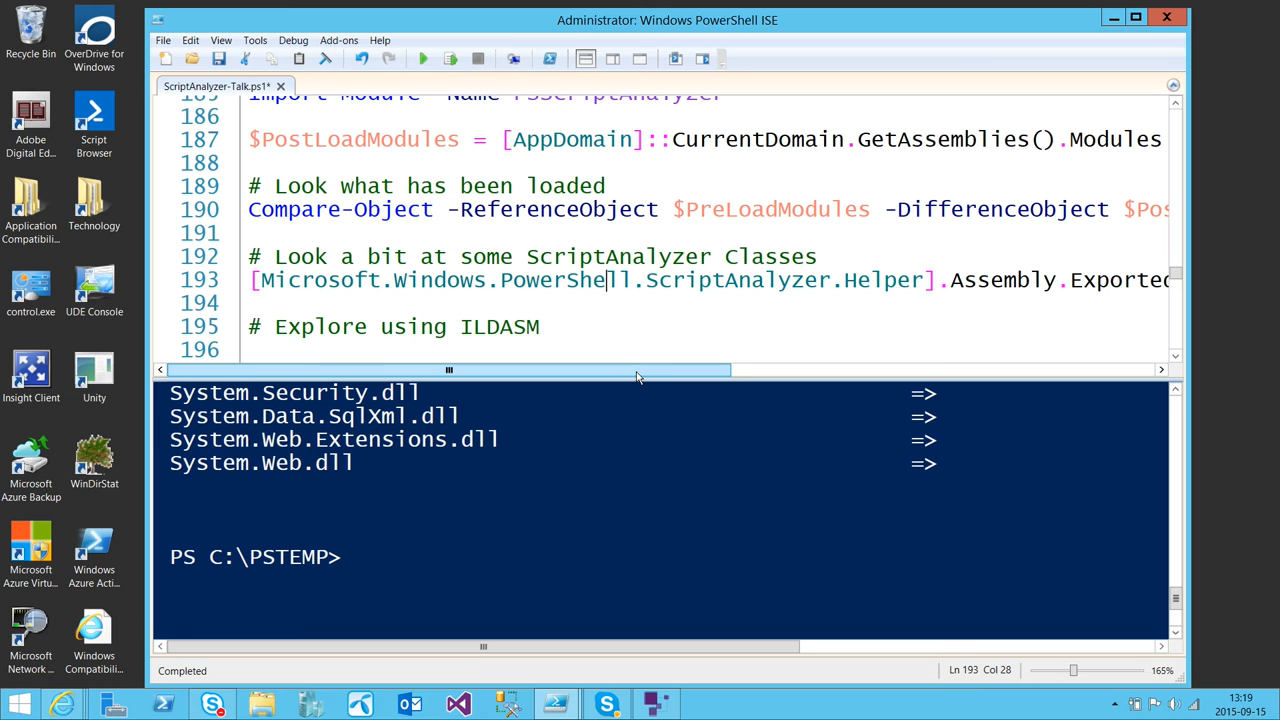 Administrator: Windows PowerShell ISE
File Edit View Tools Debug Add-ons Help
ScriptAnalyzer-Talk.ps1*
189 Import-Module -Name PSScriptAnalyzer
186
187 $PostLoadModules = [AppDomain]::CurrentDomain.GetAssemblies().Modules
188
189 # Look what has been loaded
190 Compare-Object -ReferenceObject $PreLoadModules -DifferenceObject $Pos
191
192 # Look a bit at some ScriptAnalyzer Classes
193 [Microsoft.Windows.PowerShell.ScriptAnalyzer.Helper].Assembly.Exported
194
195 # Explore using ILDASM
196
System.Security.dll =>
System.Data.SqlXml.dll =>
System.Web.Extensions.dll =>
System.Web.dll =>
PS C:\PSTEMP>
Completed
Ln 193 Col 28
165%
Recycle Bin
OverDrive for
Windows
Adobe
Digital Ed...
Script
Browser
Application
Compatibili...
Technology
control.exe
UDE Console
Insight Client
Unity
Microsoft
Azure Backup
WinDirStat
Microsoft
Azure Virtu...
Windows
Azure Acti...
Microsoft
Network ...
Windows
Compatibili...
13:19
2015-09-15